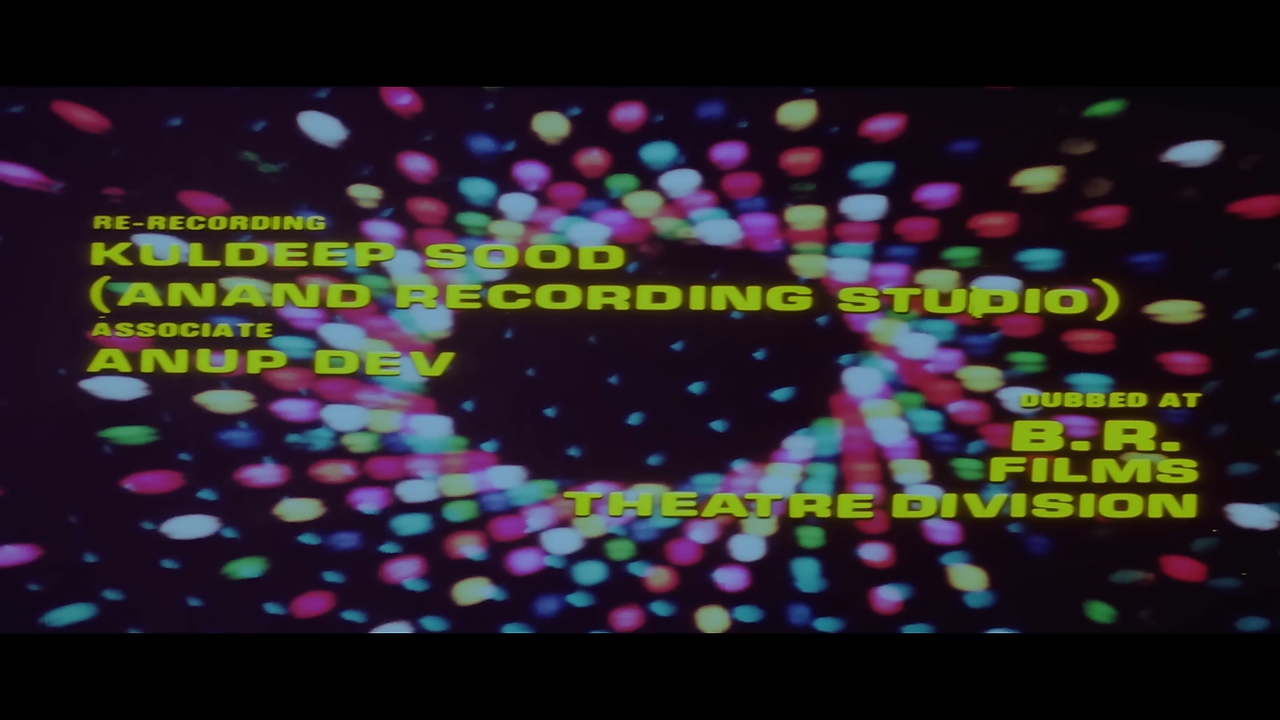 RE-RECORDING
KULDEEP SOOD
(ANAND RECORDING STUDIO)
ASSOCIATE
ANUP DEV
DUBBED AT
B. R.
FILMS
THEATRE DIVISION